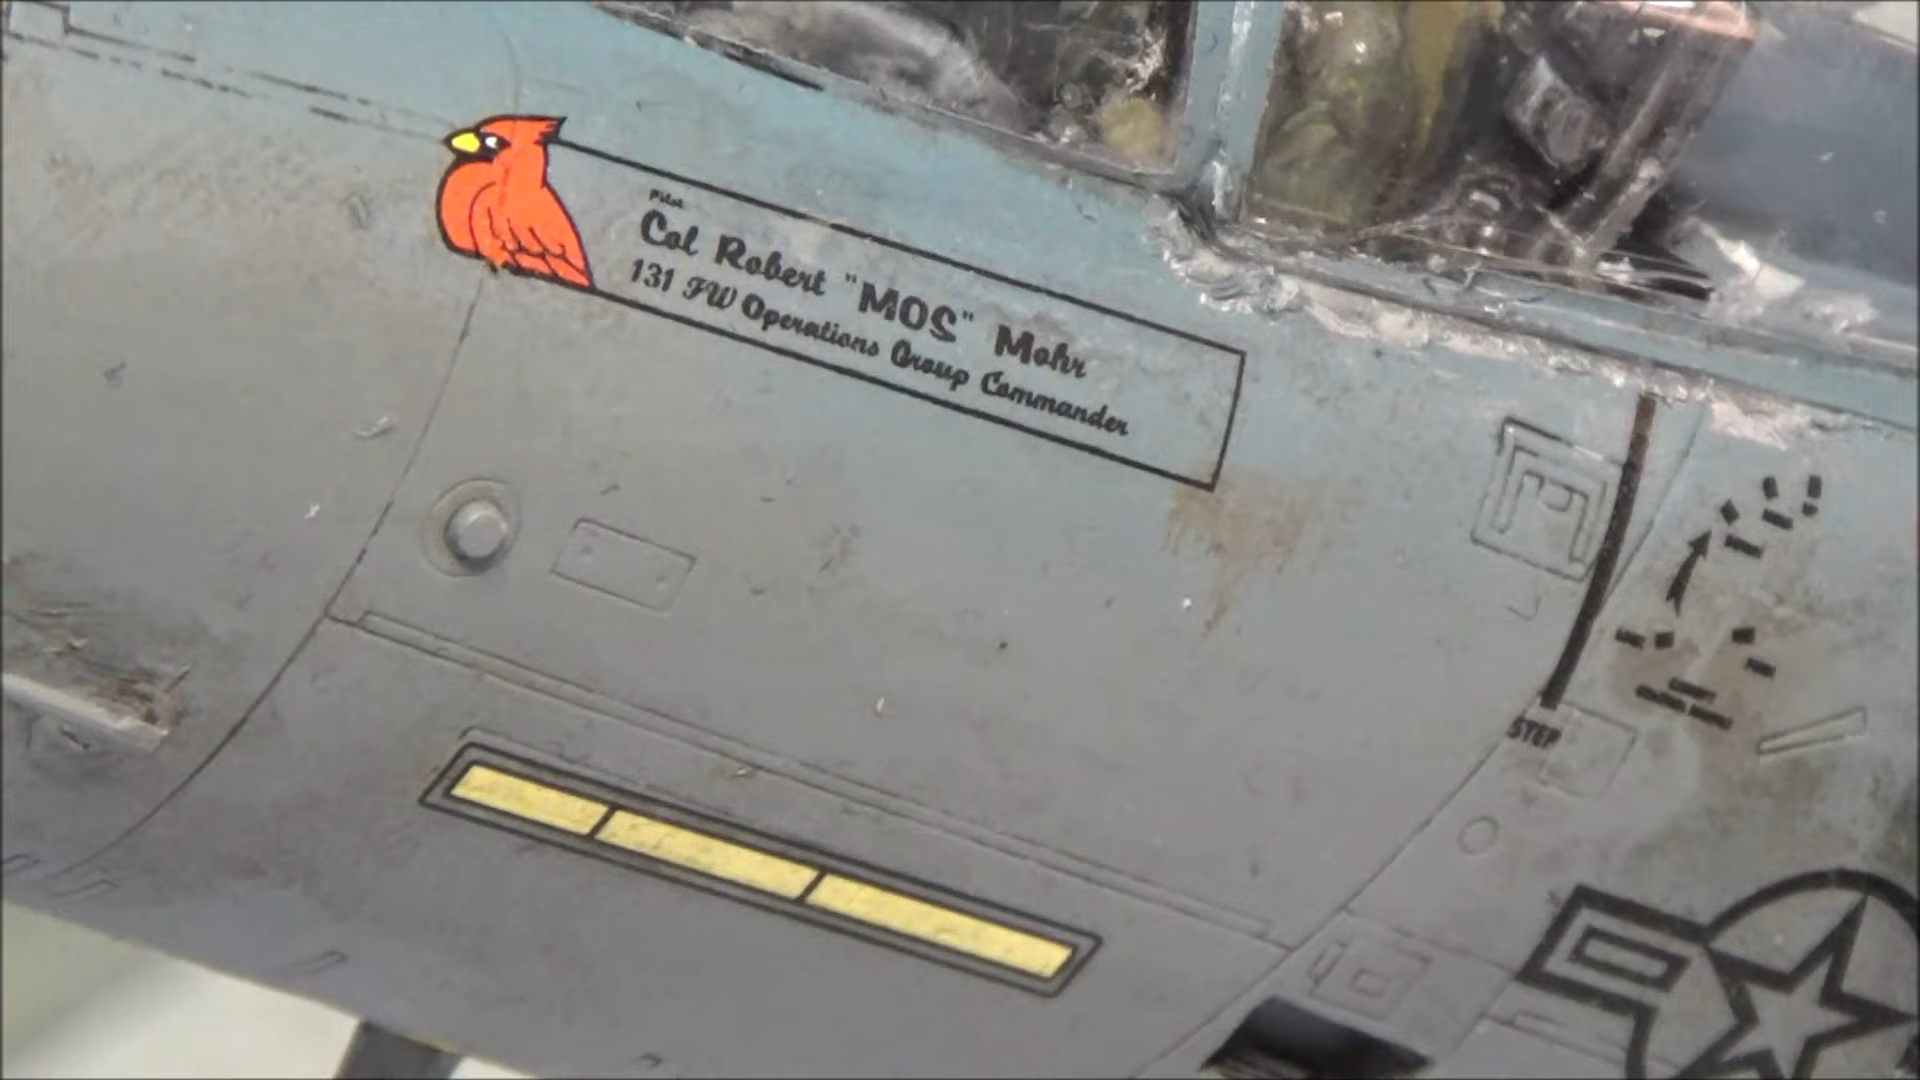 Pilot
Col Robert "MOS" Mohr
131 FW Operations Group Commander
STEP